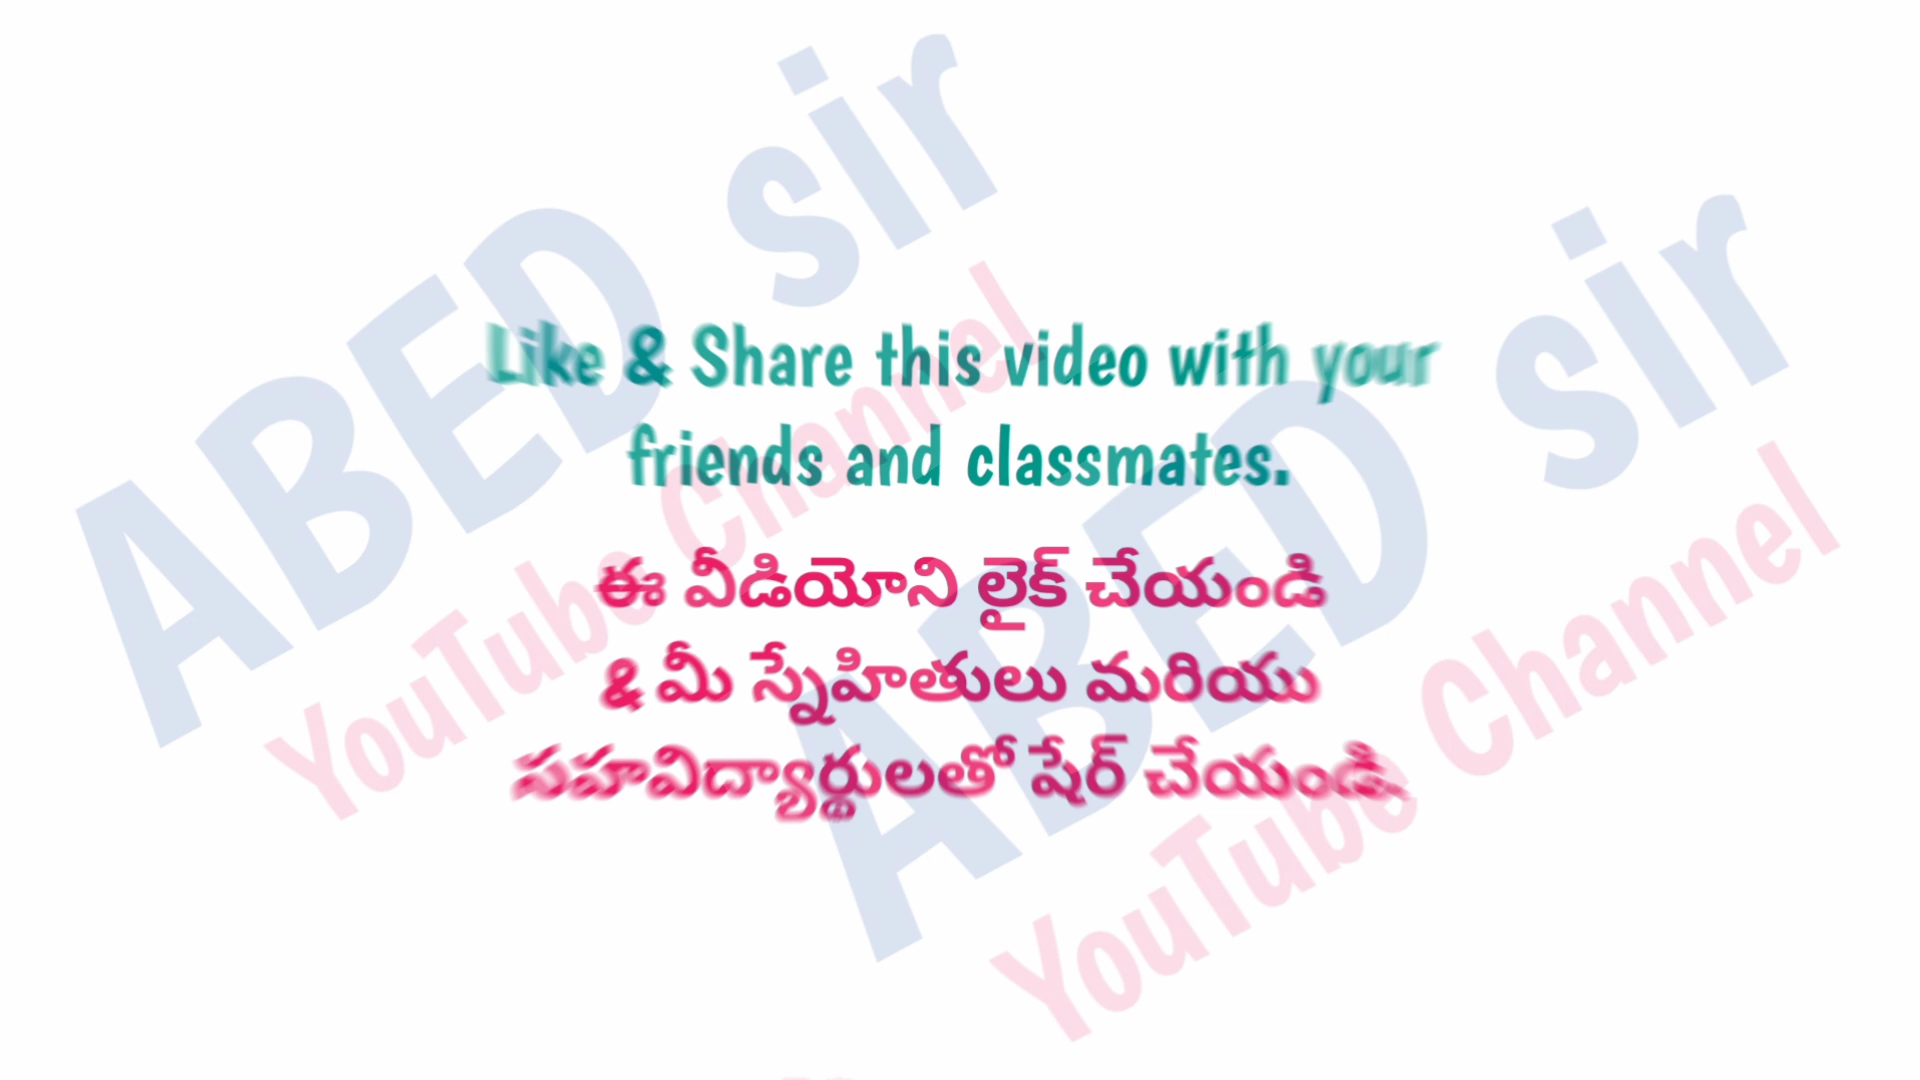 Like & Share this video with your
friends and classmates.
ఈ వీడియోని లైక్ చేయండి
& మీ స్నేహితులు మరియు
సహవిద్యార్థులతో షేర్ చేయండి.
ABED sir
YouTube Channel
ABED sir
YouTube Channel